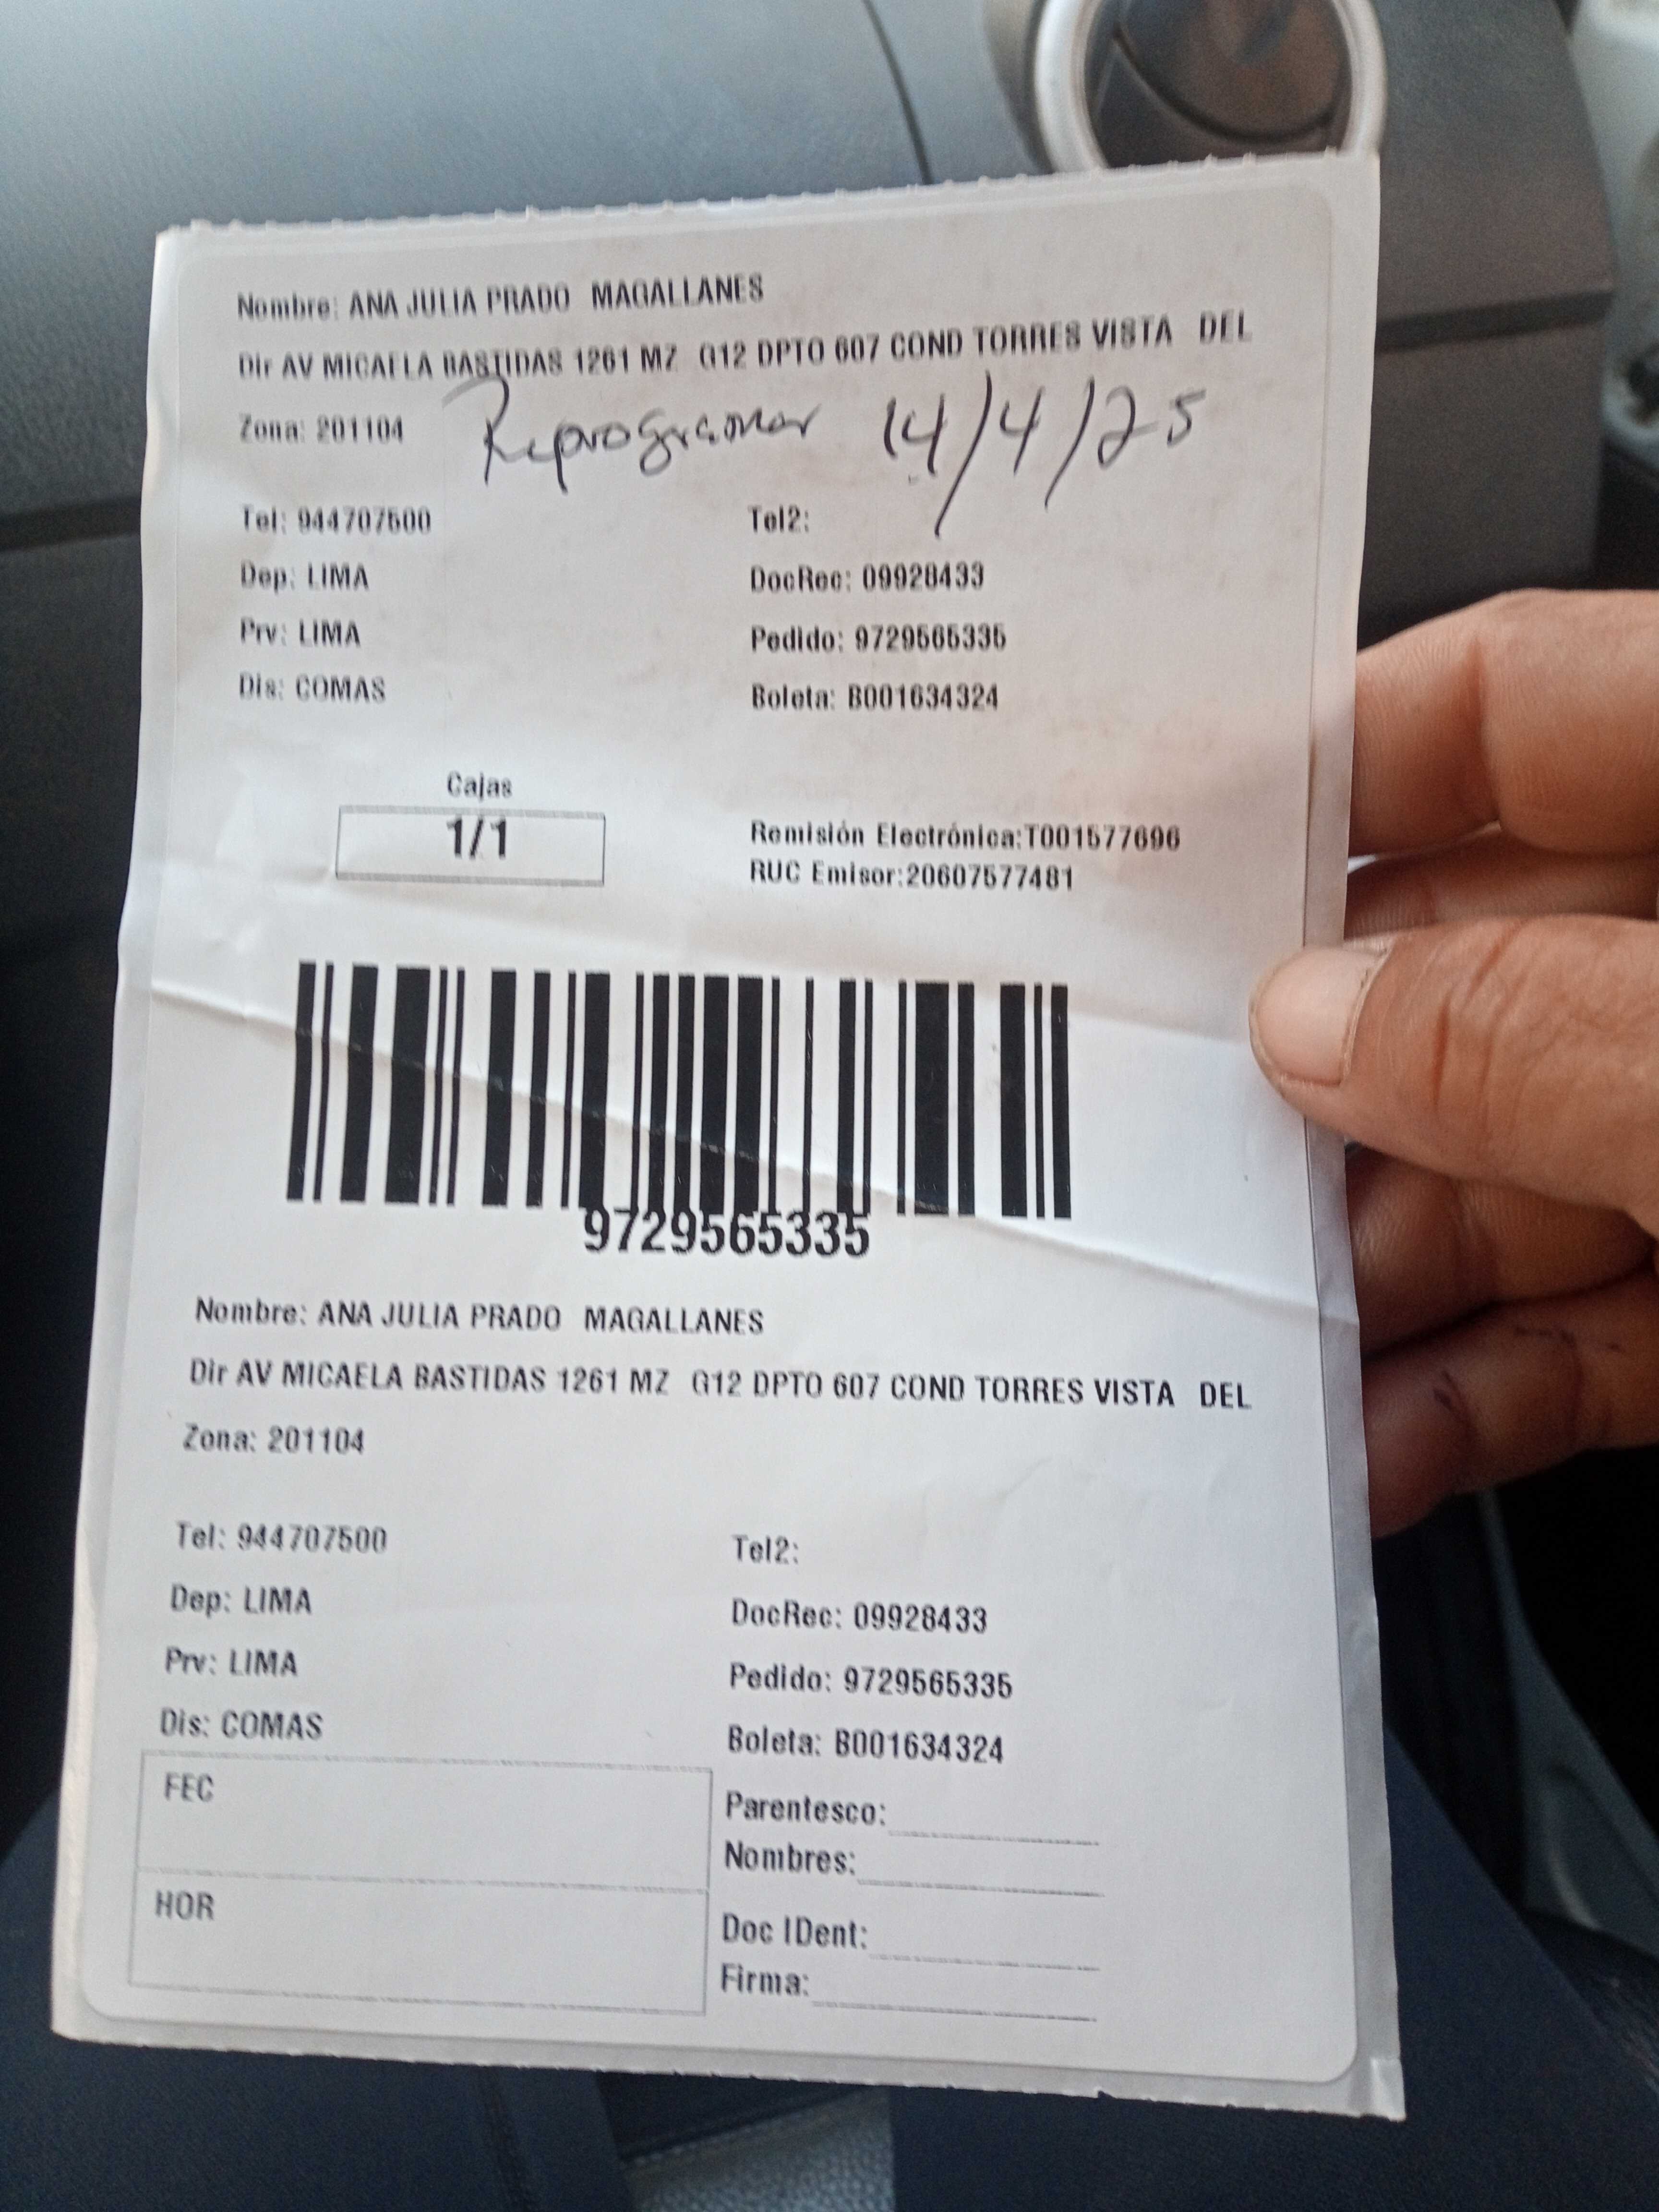 Nombre: ANA JULIA PRADO MAGALLANES
Dir AV MICAELA BASTIDAS 1261 MZ G12 DPTO 607 COND TORRES VISTA DEL
Zona: 201104
Reprogramar 14/4/25
Tel: 944707500
Tel2:
Dep: LIMA
DocRec: 09928433
Prv: LIMA
Pedido: 9729565335
Dis: COMAS
Boleta: B001634324
Cajas
1/1
Remisión Electrónica:T001577696
RUC Emisor:20607577481
9729565335
Nombre: ANA JULIA PRADO MAGALLANES
Dir AV MICAELA BASTIDAS 1261 MZ G12 DPTO 607 COND TORRES VISTA DEL
Zona: 201104
Tel: 944707500
Tel2:
Dep: LIMA
DocRec: 09928433
Prv: LIMA
Pedido: 9729565335
Dis: COMAS
Boleta: B001634324
FEC
Parentesco:
Nombres:
HOR
Doc IDent:
Firma: